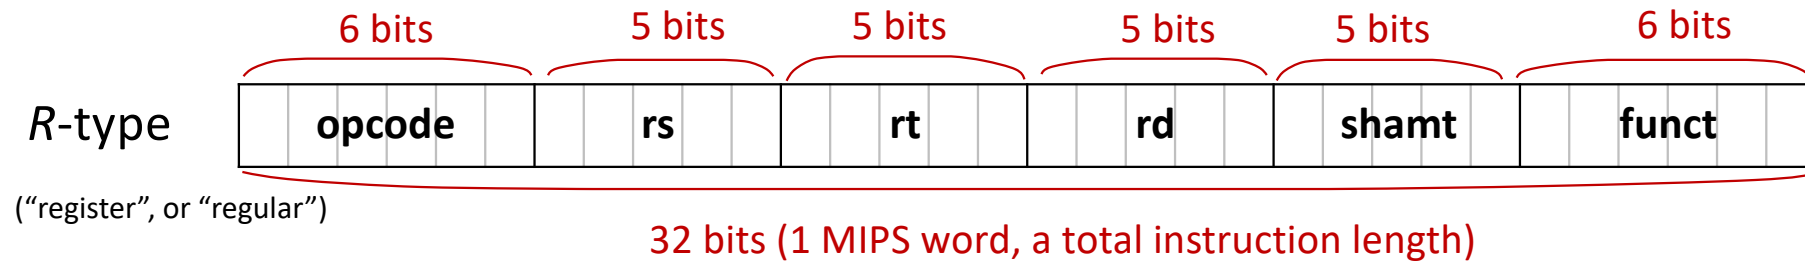 6 bits 5 bits 5 bits 5 bits 5 bits 6 bits
R-type opcode rs rt rd shamt funct
(“register”, or “regular”)
32 bits (1 MIPS word, a total instruction length)